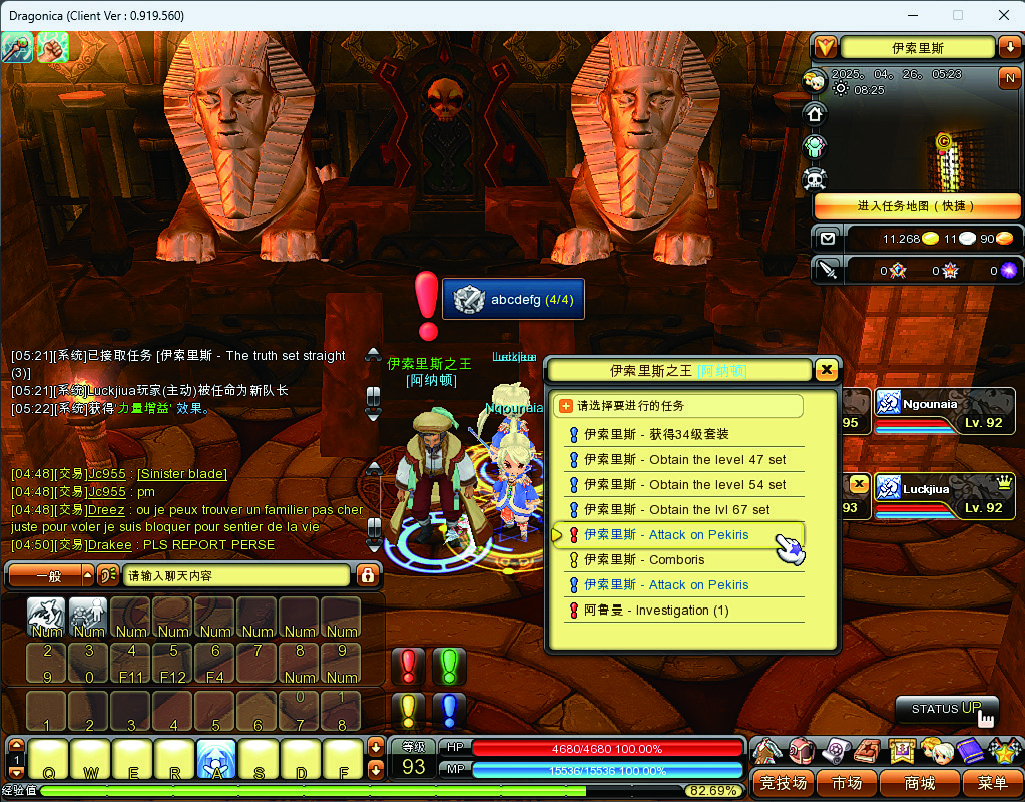 Dragonica (Client Ver : 0.919.560)
伊索里斯
2025. 04. 26. 05:23
08:25
N
G
进入任务地图 ( 快捷 )
11.268 11 90
0 0 0
abcdefg (4/4)
伊索里斯之王
[阿纳顿]
Luckjiua
Ngounaia
[05:21][系统]已接取任务 [伊索里斯 - The truth set straight
(3)]
[05:21][系统]Luckjiua玩家(主动)被任命为新队长
[05:22][系统]获得'力量增益' 效果。
[04:48][交易]Jc955 : [Sinister blade]
[04:48][交易]Jc955 : pm
[04:48][交易]Dreez : ou je peux trouver un familier pas cher
juste pour voler je suis bloquer pour sentier de la vie
[04:50][交易]Drakee : PLS REPORT PERSE
一般
请输入聊天内容
伊索里斯之王 [阿纳顿]
请选择要进行的任务
伊索里斯 - 获得34级套装
伊索里斯 - Obtain the level 47 set
伊索里斯 - Obtain the level 54 set
伊索里斯 - Obtain the lvl 67 set
伊索里斯 - Attack on Pekiris
伊索里斯 - Comboris
伊索里斯 - Attack on Pekiris
阿鲁曼 - Investigation (1)
95
Ngounaia
Lv. 92
93
Luckjiua
Lv. 92
Num Num Num Num Num Num Num Num
2 3 4 5 6 7 8 9
9 0 F11 F12 F4 Num Num
0 1
1 2 3 4 5 6 7 8
STATUS UP
1
Q W E R A S D F
等级
93
HP 4680/4680 100.00%
MP 15536/15536 100.00%
竞技场 市场 商城 菜单
经验值 82.69%